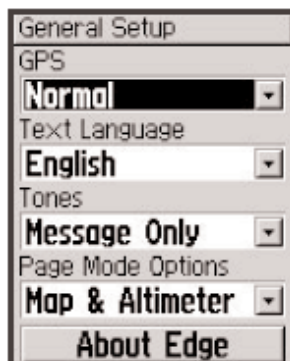 General Setup
GPS
Normal
Text Language
English
Tones
Message Only
Page Mode Options
Map & Altimeter
About Edge